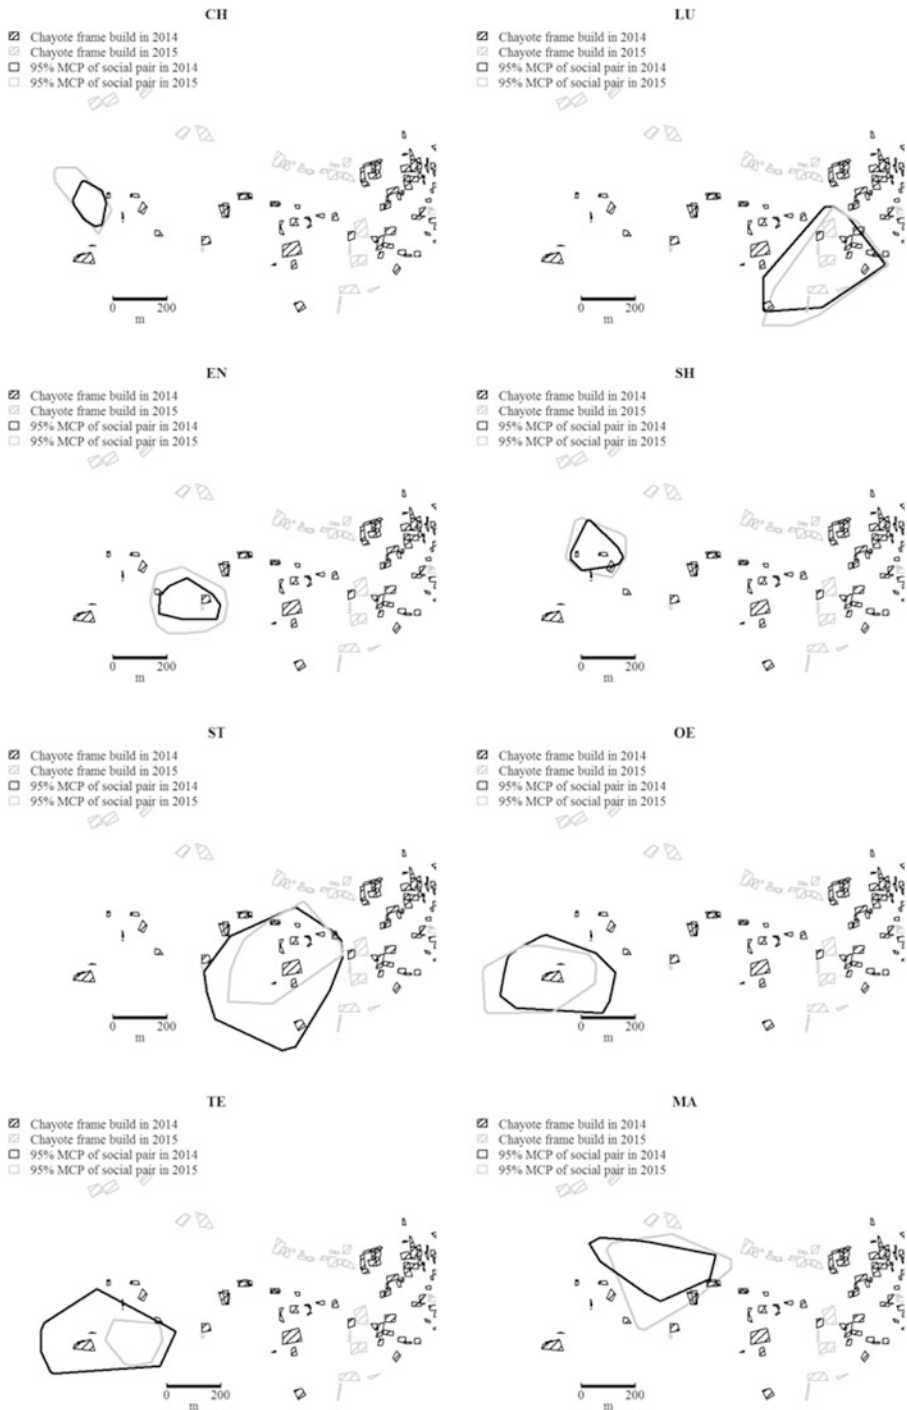 CH
Chayote frame build in 2014
Chayote frame build in 2015
95% MCP of social pair in 2014
95% MCP of social pair in 2015
0 200
m
LU
Chayote frame build in 2014
Chayote frame build in 2015
95% MCP of social pair in 2014
95% MCP of social pair in 2015
0 200
m
EN
Chayote frame build in 2014
Chayote frame build in 2015
95% MCP of social pair in 2014
95% MCP of social pair in 2015
0 200
m
SH
Chayote frame build in 2014
Chayote frame build in 2015
95% MCP of social pair in 2014
95% MCP of social pair in 2015
0 200
m
ST
Chayote frame build in 2014
Chayote frame build in 2015
95% MCP of social pair in 2014
95% MCP of social pair in 2015
0 200
m
OE
Chayote frame build in 2014
Chayote frame build in 2015
95% MCP of social pair in 2014
95% MCP of social pair in 2015
0 200
m
TE
Chayote frame build in 2014
Chayote frame build in 2015
95% MCP of social pair in 2014
95% MCP of social pair in 2015
0 200
m
MA
Chayote frame build in 2014
Chayote frame build in 2015
95% MCP of social pair in 2014
95% MCP of social pair in 2015
0 200
m